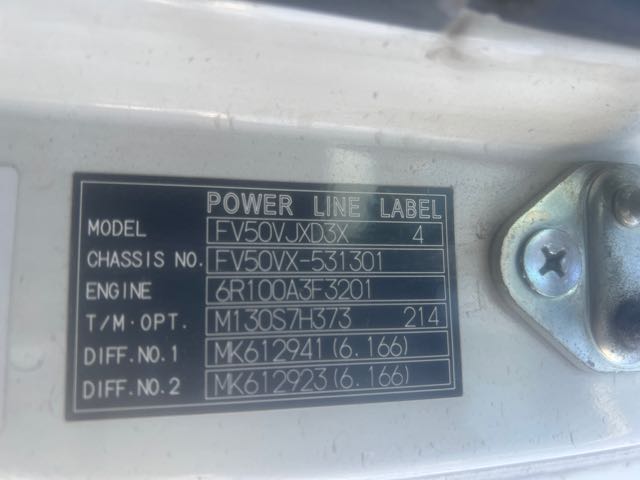 POWER LINE LABEL
MODEL FV50VJXD3X 4
CHASSIS NO. FV50VX-531301
ENGINE 6R100A3F3201
T/M·OPT. M130S7H373 214
DIFF.NO.1 MK612941(6.166)
DIFF.NO.2 MK612923(6.166)